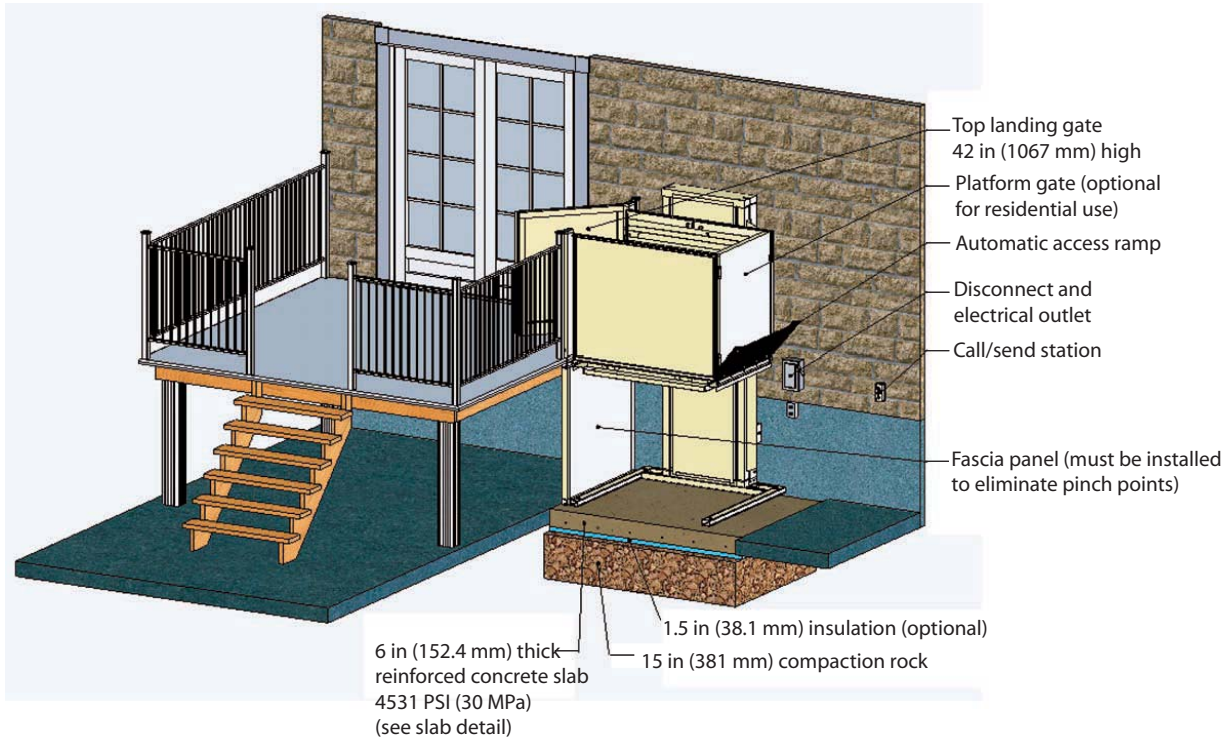 Top landing gate
42 in (1067 mm) high
Platform gate (optional
for residential use)
Automatic access ramp
Disconnect and
electrical outlet
Call/send station
Fascia panel (must be installed
to eliminate pinch points)
1.5 in (38.1 mm) insulation (optional)
15 in (381 mm) compaction rock
6 in (152.4 mm) thick
reinforced concrete slab
4531 PSI (30 MPa)
(see slab detail)